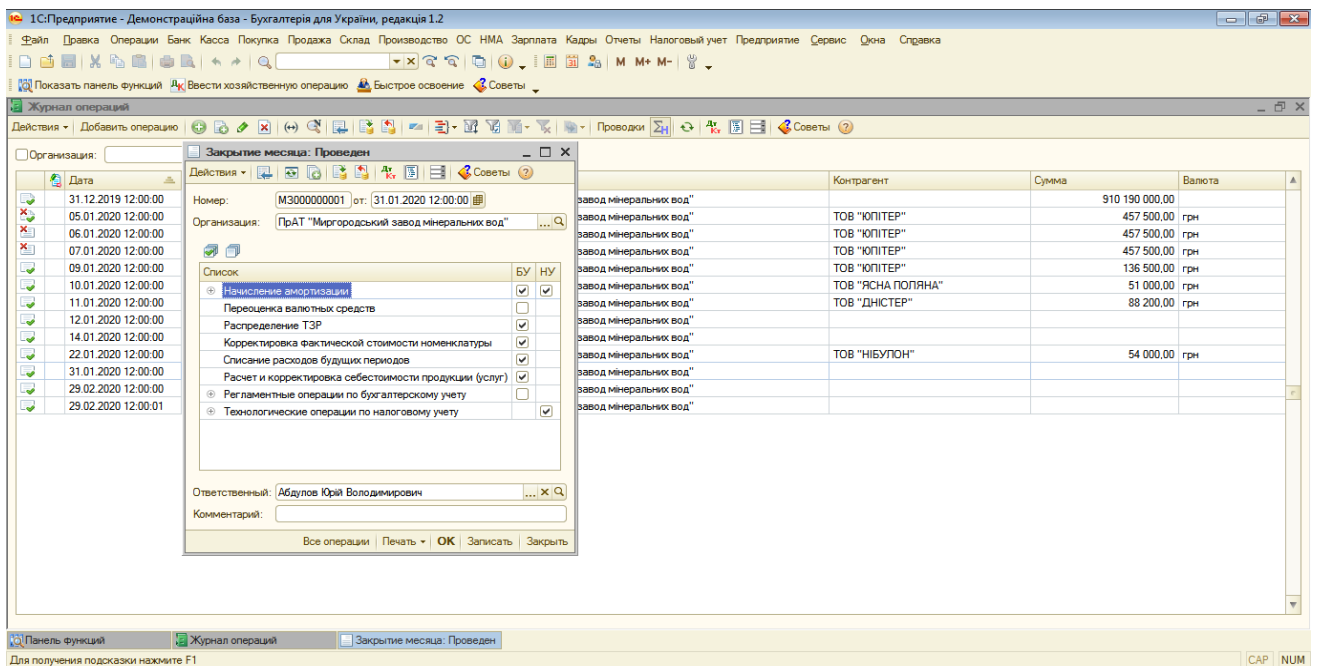 1С:Предприятие - Демонстраційна база - Бухгалтерія для України, редакція 1.2
Файл Правка Операции Банк Касса Покупка Продажа Склад Производство ОС НМА Зарплата Кадры Отчеты Налоговый учет Предприятие Сервис Окна Справка
M M+ M-
Показать панель функций Ввести хозяйственную операцию Быстрое освоение Советы
Журнал операций
Действия Добавить операцию Проводки Советы
Организация:
Дата Контрагент Сумма Валюта
31.12.2019 12:00:00 завод мінеральних вод" 910 190 000,00
05.01.2020 12:00:00 завод мінеральних вод" ТОВ "ЮПІТЕР" 457 500,00 грн
06.01.2020 12:00:00 завод мінеральних вод" ТОВ "ЮПІТЕР" 457 500,00 грн
07.01.2020 12:00:00 завод мінеральних вод" ТОВ "ЮПІТЕР" 457 500,00 грн
09.01.2020 12:00:00 завод мінеральних вод" ТОВ "ЮПІТЕР" 136 500,00 грн
10.01.2020 12:00:00 завод мінеральних вод" ТОВ "ЯСНА ПОЛЯНА" 51 000,00 грн
11.01.2020 12:00:00 завод мінеральних вод" ТОВ "ДНІСТЕР" 88 200,00 грн
12.01.2020 12:00:00 завод мінеральних вод"
14.01.2020 12:00:00 завод мінеральних вод"
22.01.2020 12:00:00 завод мінеральних вод" ТОВ "НІБУЛОН" 54 000,00 грн
31.01.2020 12:00:00 завод мінеральних вод"
29.02.2020 12:00:00 завод мінеральних вод"
29.02.2020 12:00:01 завод мінеральних вод"
Закрытие месяца: Проведен
Действия Советы
Номер: МЗ000000001 от: 31.01.2020 12:00:00
Организация: ПрАТ "Миргородський завод мінеральних вод"
Список БУ НУ
Начисление амортизации
Переоценка валютных средств
Распределение ТЗР
Корректировка фактической стоимости номенклатуры
Списание расходов будущих периодов
Расчет и корректировка себестоимости продукции (услуг)
Регламентные операции по бухгалтерскому учету
Технологические операции по налоговому учету
Ответственный: Абдулов Юрій Володимирович
Комментарий:
Все операции Печать OK Записать Закрыть
Панель функций Журнал операций Закрытие месяца: Проведен
Для получения подсказки нажмите F1 CAP NUM